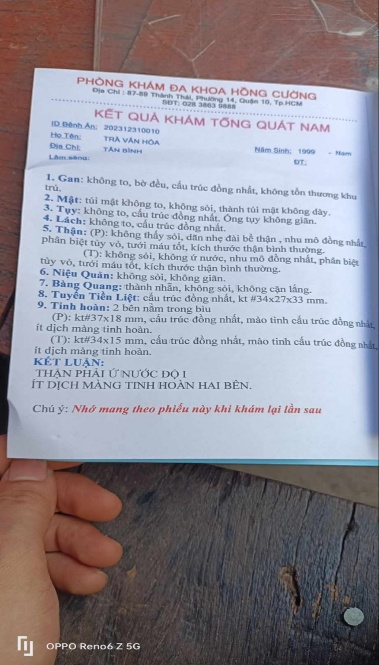 PHÒNG KHÁM ĐA KHOA HỒNG CƯỜNG
Địa Chỉ : 87-89 Thành Thái, Phường 14, Quận 10, Tp.HCM
SĐT: 028 3863 9888
KẾT QUẢ KHÁM TỔNG QUÁT NAM
ID Bệnh Án: 202312310010
Họ Tên: TRÀ VĂN HÒA Năm Sinh: 1999 - Nam
Địa Chỉ: TÂN BÌNH ĐT:
Lâm sàng:
1. Gan: không to, bờ đều, cấu trúc đồng nhất, không tổn thương khu
trú.
2. Mật: túi mật không to, không sỏi, thành túi mật không dày.
3. Tụy: không to, cấu trúc đồng nhất. Ống tụy không giãn.
4. Lách: không to, cấu trúc đồng nhất.
5. Thận: (P): không thấy sỏi, dãn nhẹ đài bể thận , nhu mô đồng nhất,
phân biệt tủy vỏ, tưới máu tốt, kích thước thận bình thường.
(T): không sỏi, không ứ nước, nhu mô đồng nhất, phân biệt
tủy vỏ, tưới máu tốt, kích thước thận bình thường.
6. Niệu Quản: không sỏi, không giãn.
7. Bàng Quang: thành nhẵn, không sỏi, không cặn lắng.
8. Tuyến Tiền Liệt: cấu trúc đồng nhất, kt #34x27x33 mm.
9. Tinh hoàn: 2 bên nằm trong bìu
(P): kt#37x18 mm, cấu trúc đồng nhất, mào tinh cấu trúc đồng nhất,
ít dịch màng tinh hoàn.
(T): kt#34x15 mm, cấu trúc đồng nhất, mào tinh cấu trúc đồng nhất,
ít dịch màng tinh hoàn.
KẾT LUẬN:
THẬN PHẢI Ứ NƯỚC ĐỘ 1
ÍT DỊCH MÀNG TINH HOÀN HAI BÊN.
Chú ý: Nhớ mang theo phiếu này khi khám lại lần sau
OPPO Reno6 Z 5G